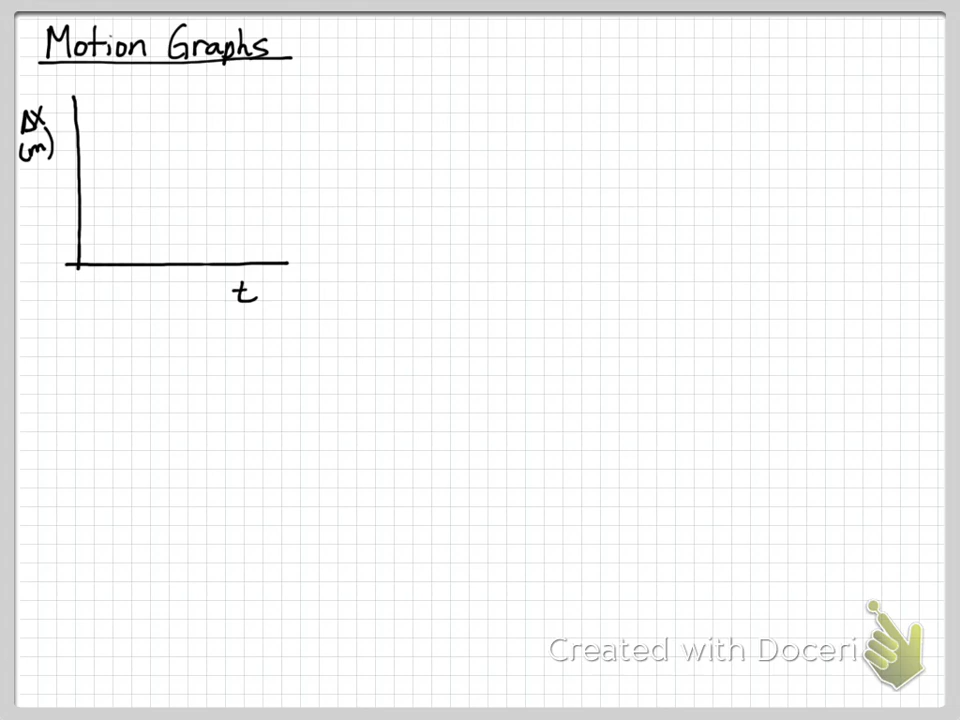 Motion Graphs
Δx
(m)
t
Created with Doceri